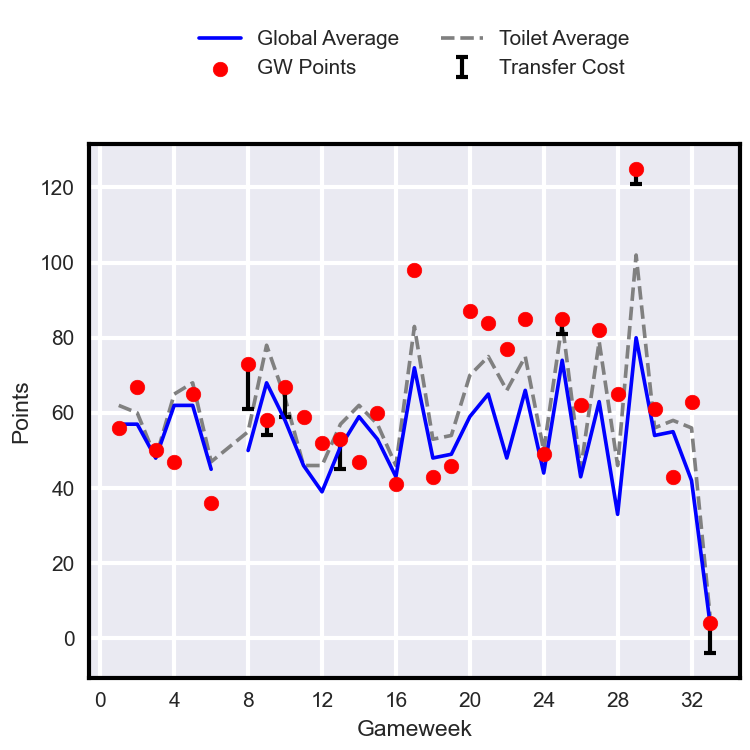 Global Average
Toilet Average
GW Points
Transfer Cost
120
100
80
60
40
20
0
Points
0 4 8 12 16 20 24 28 32
Gameweek